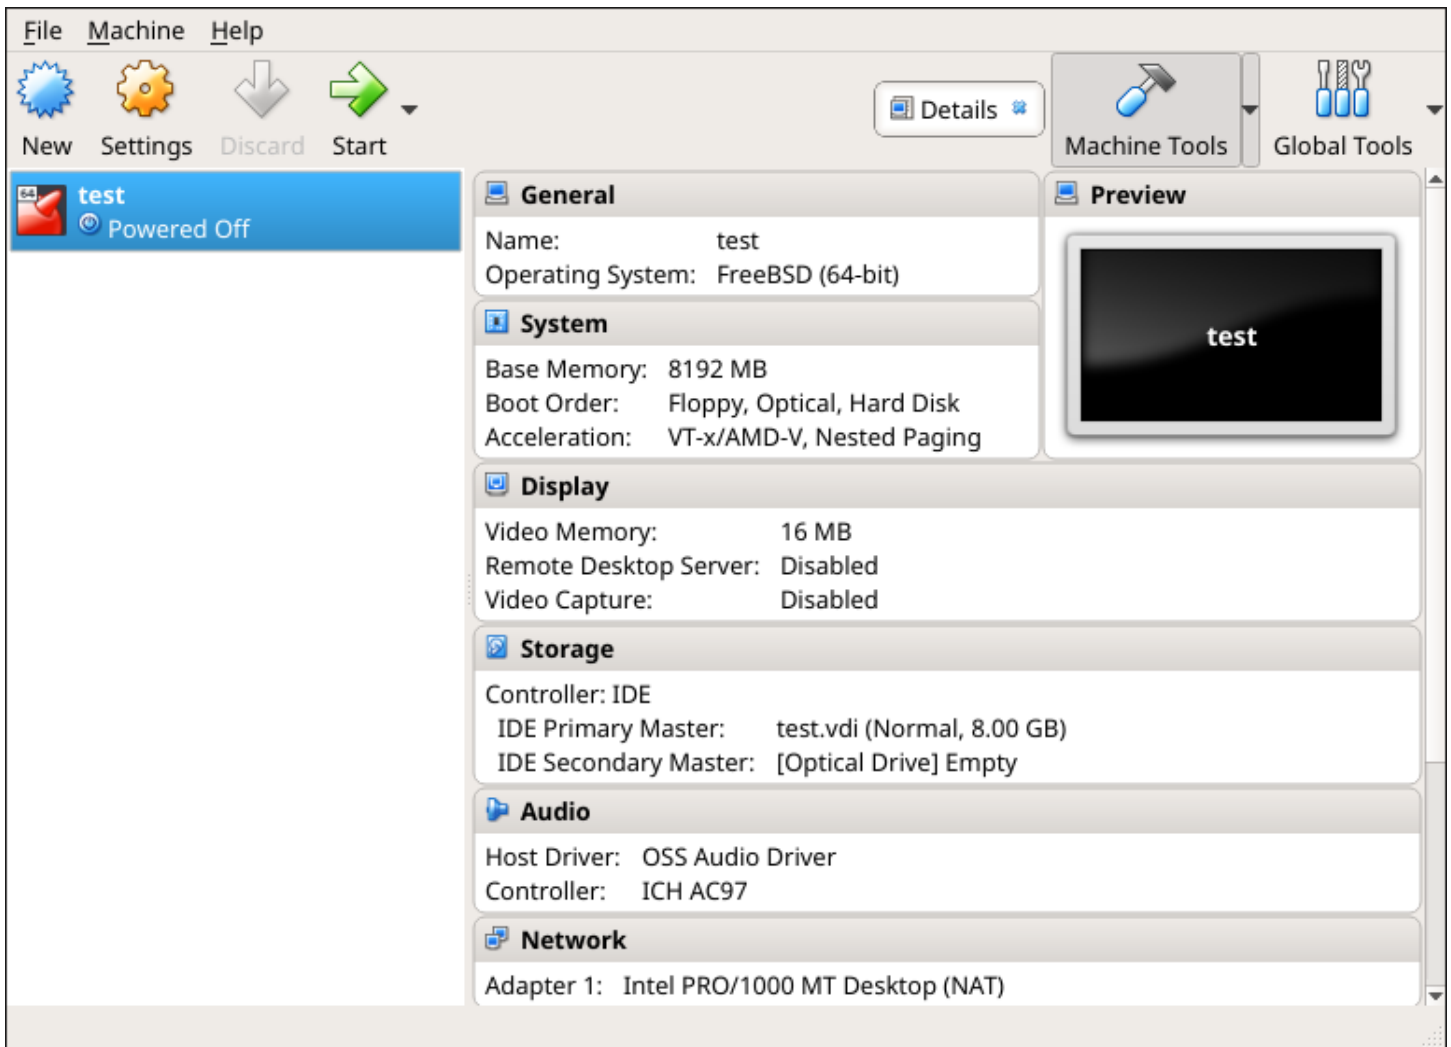 File Machine Help
New Settings Discard Start Details Machine Tools Global Tools
64 test
Powered Off
General
Name: test
Operating System: FreeBSD (64-bit)
System
Base Memory: 8192 MB
Boot Order: Floppy, Optical, Hard Disk
Acceleration: VT-x/AMD-V, Nested Paging
Preview
test
Display
Video Memory: 16 MB
Remote Desktop Server: Disabled
Video Capture: Disabled
Storage
Controller: IDE
IDE Primary Master: test.vdi (Normal, 8.00 GB)
IDE Secondary Master: [Optical Drive] Empty
Audio
Host Driver: OSS Audio Driver
Controller: ICH AC97
Network
Adapter 1: Intel PRO/1000 MT Desktop (NAT)